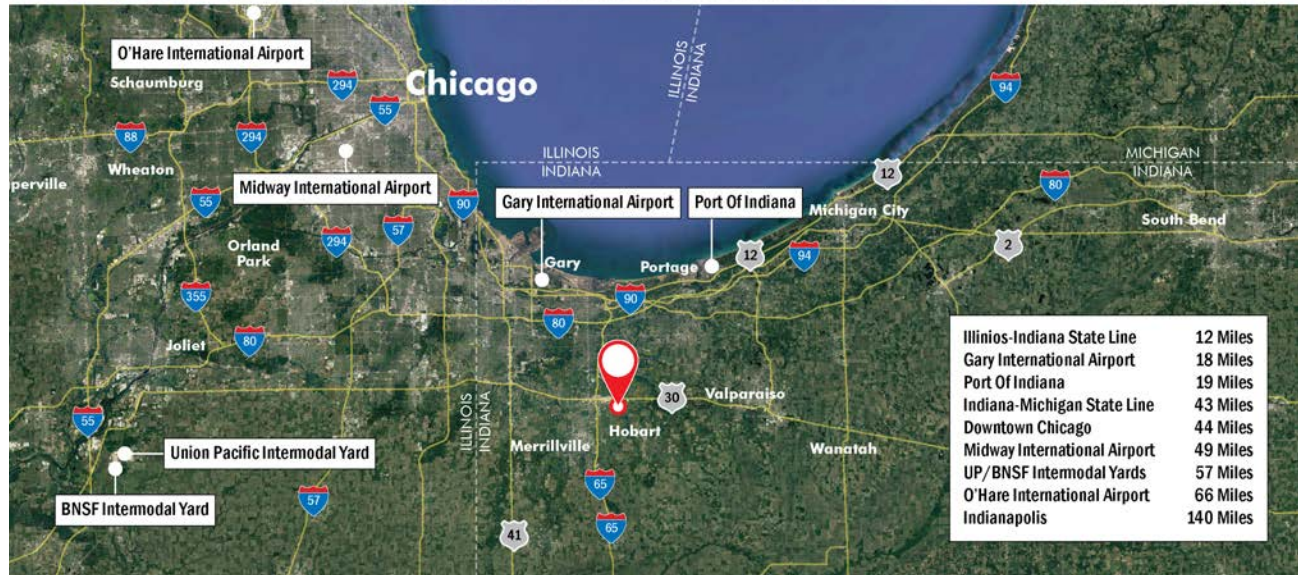 O'Hare International Airport
Schaumburg
294
Chicago
55
88
294
Wheaton
perville
Midway International Airport
55
90
Orland
Park
294
57
355
Joliet
80
55
Union Pacific Intermodal Yard
BNSF Intermodal Yard
57
ILLINOIS
INDIANA
ILLINOIS
INDIANA
94
ILLINOIS
INDIANA
MICHIGAN
INDIANA
12
80
Gary International Airport
Port Of Indiana
Michigan City
South Bend
12
2
94
Gary
Portage
90
80
30
Valparaiso
Hobart
Merrillville
Wanatah
65
65
41
Illinios-Indiana State Line 12 Miles
Gary International Airport 18 Miles
Port Of Indiana 19 Miles
Indiana-Michigan State Line 43 Miles
Downtown Chicago 44 Miles
Midway International Airport 49 Miles
UP/BNSF Intermodal Yards 57 Miles
O'Hare International Airport 66 Miles
Indianapolis 140 Miles